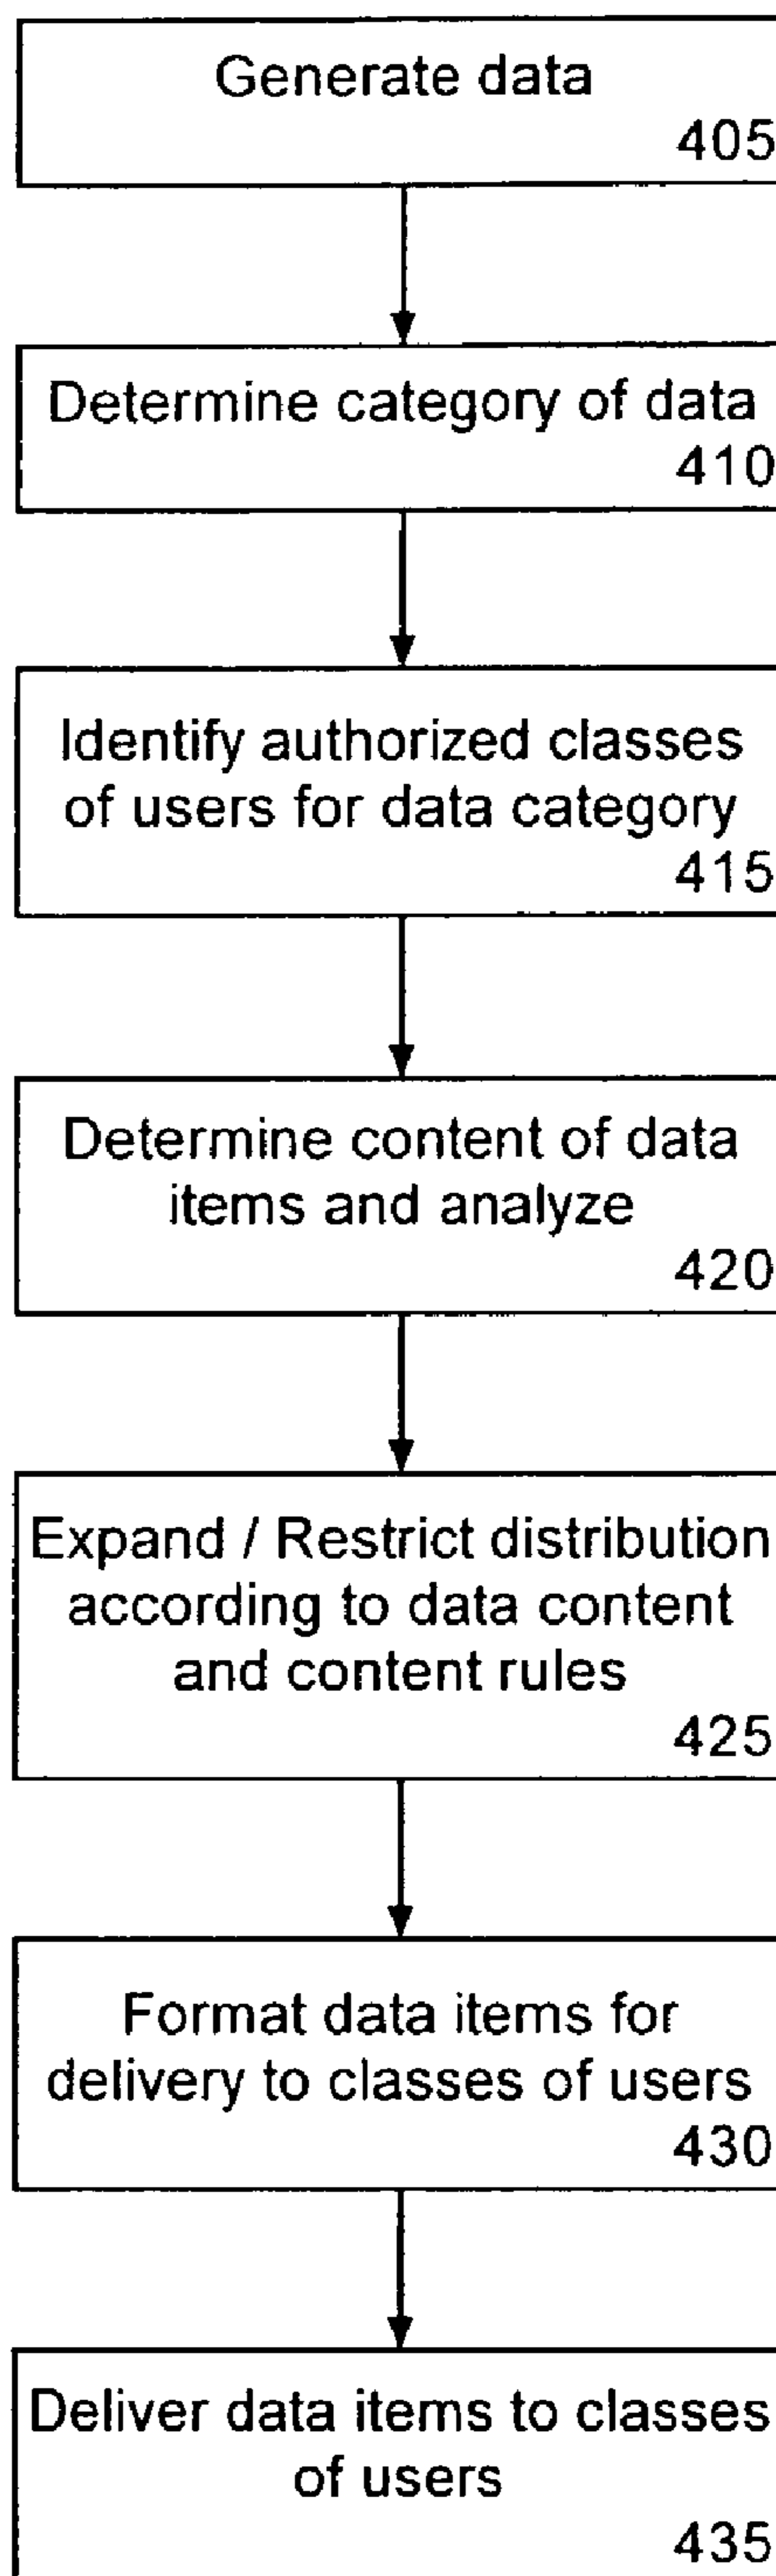 Generate data
405
Determine category of data
410
Identify authorized classes
of users for data category
415
Determine content of data
items and analyze
420
Expand / Restrict distribution
according to data content
and content rules
425
Format data items for
delivery to classes of users
430
Deliver data items to classes
of users
435